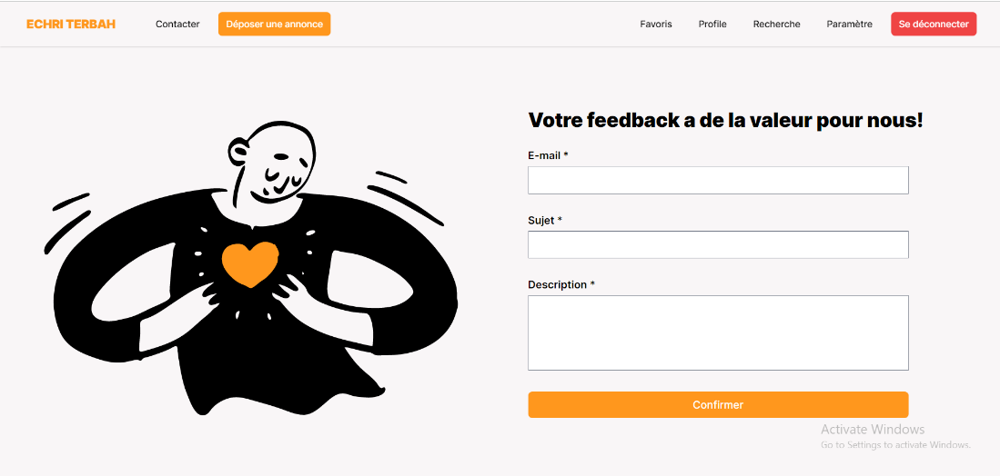 ECHRI TERBAH
Contacter
Déposer une annonce
Favoris
Profile
Recherche
Paramètre
Se déconnecter
Votre feedback a de la valeur pour nous!
E-mail *
Sujet *
Description *
Confirmer
Activate Windows
Go to Settings to activate Windows.